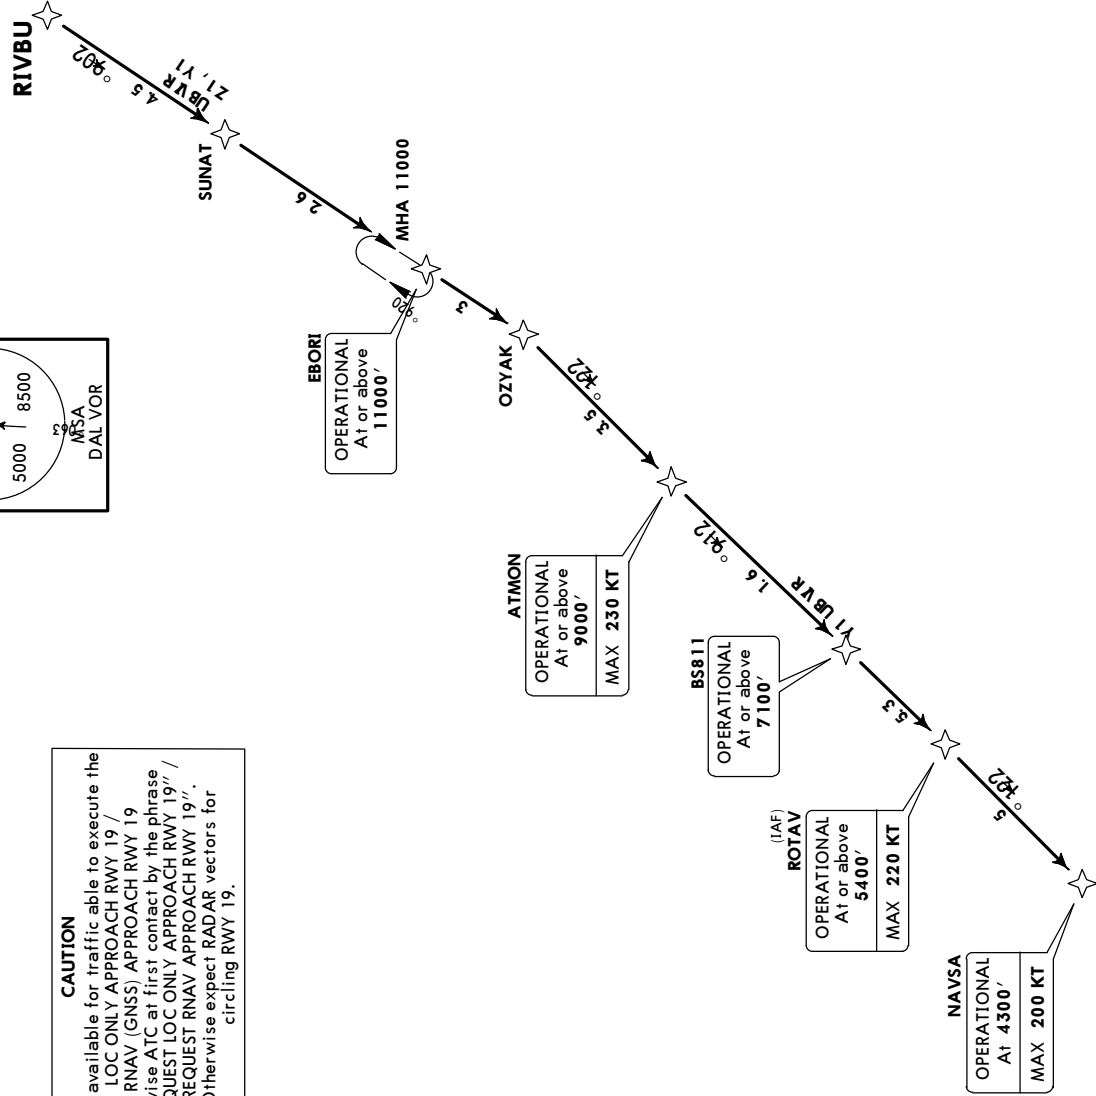 RIVBU
4.5
UBVR
Z1, Y1
SUNAT
2.6
MHA 11000
EBORI
OPERATIONAL
At or above
11000′
3
OZYAK
3.5
5000
8500
MSA
DAL VOR
ATMON
OPERATIONAL
At or above
9000′
MAX 230 KT
1.6
Y1 UBVR
BS811
OPERATIONAL
At or above
7100′
5.3
(IAF)
ROTAV
OPERATIONAL
At or above
5400′
MAX 220 KT
5
NAVSA
OPERATIONAL
At 4300′
MAX 200 KT
CAUTION
available for traffic able to execute the
LOC ONLY APPROACH RWY 19 /
RNAV (GNSS) APPROACH RWY 19
vise ATC at first contact by the phrase
QUEST LOC ONLY APPROACH RWY 19″ /
REQUEST RNAV APPROACH RWY 19″.
Otherwise expect RADAR vectors for
circling RWY 19.